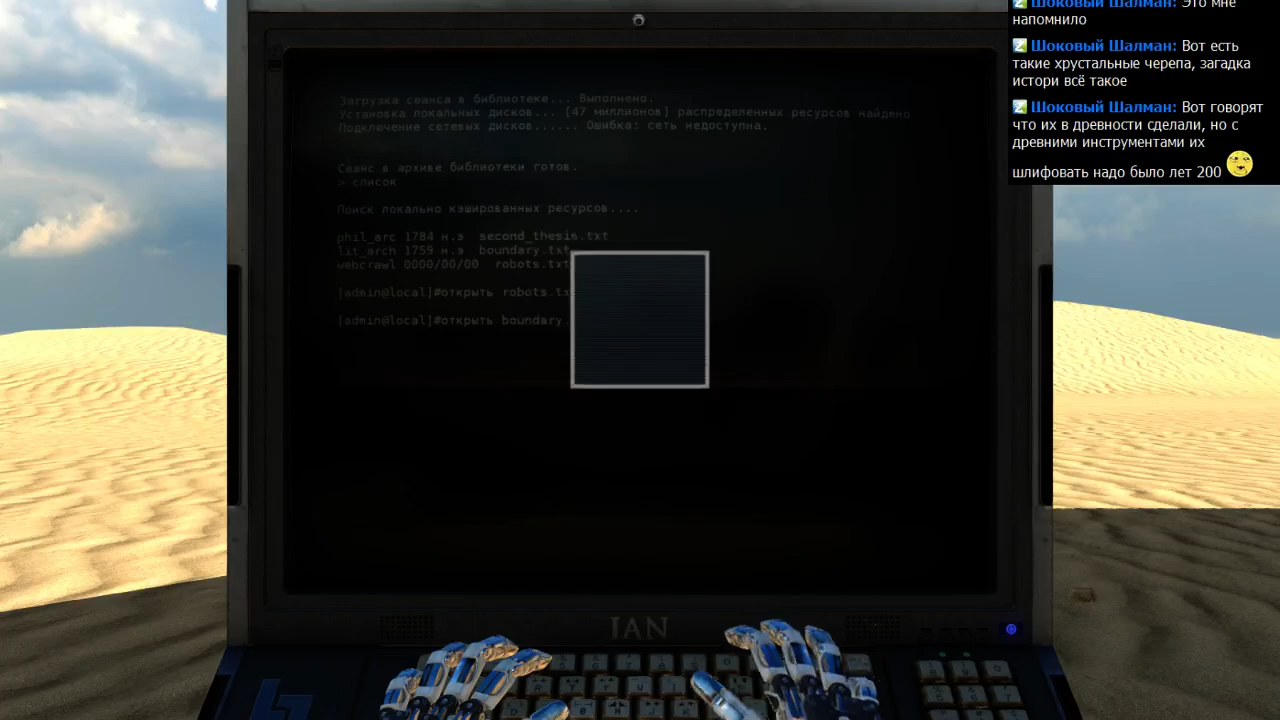 Шоковый Шалман: Это мне
напомнило
Шоковый Шалман: Вот есть
такие хрустальные черепа, загадка
истори всё такое
Шоковый Шалман: Вот говорят
что их в древности сделали, но с
древними инструментами их
шлифовать надо было лет 200
Загрузка сеанса в библиотеке... Выполнено.
Установка локальных дисков... [47 миллионов] распределенных ресурсов найдено
Подключение сетевых дисков...... Ошибка: сеть недоступна.
Сеанс в архиве библиотеки готов.
> список
Поиск локально кэшированных ресурсов....
phil_arc 1784 н.э second_thesis.txt
lit_arch 1759 н.э boundary.txt
webcrawl 0000/00/00 robots.txt
[admin@local]#открыть robots.tx
[admin@local]#открыть boundary.
IAN